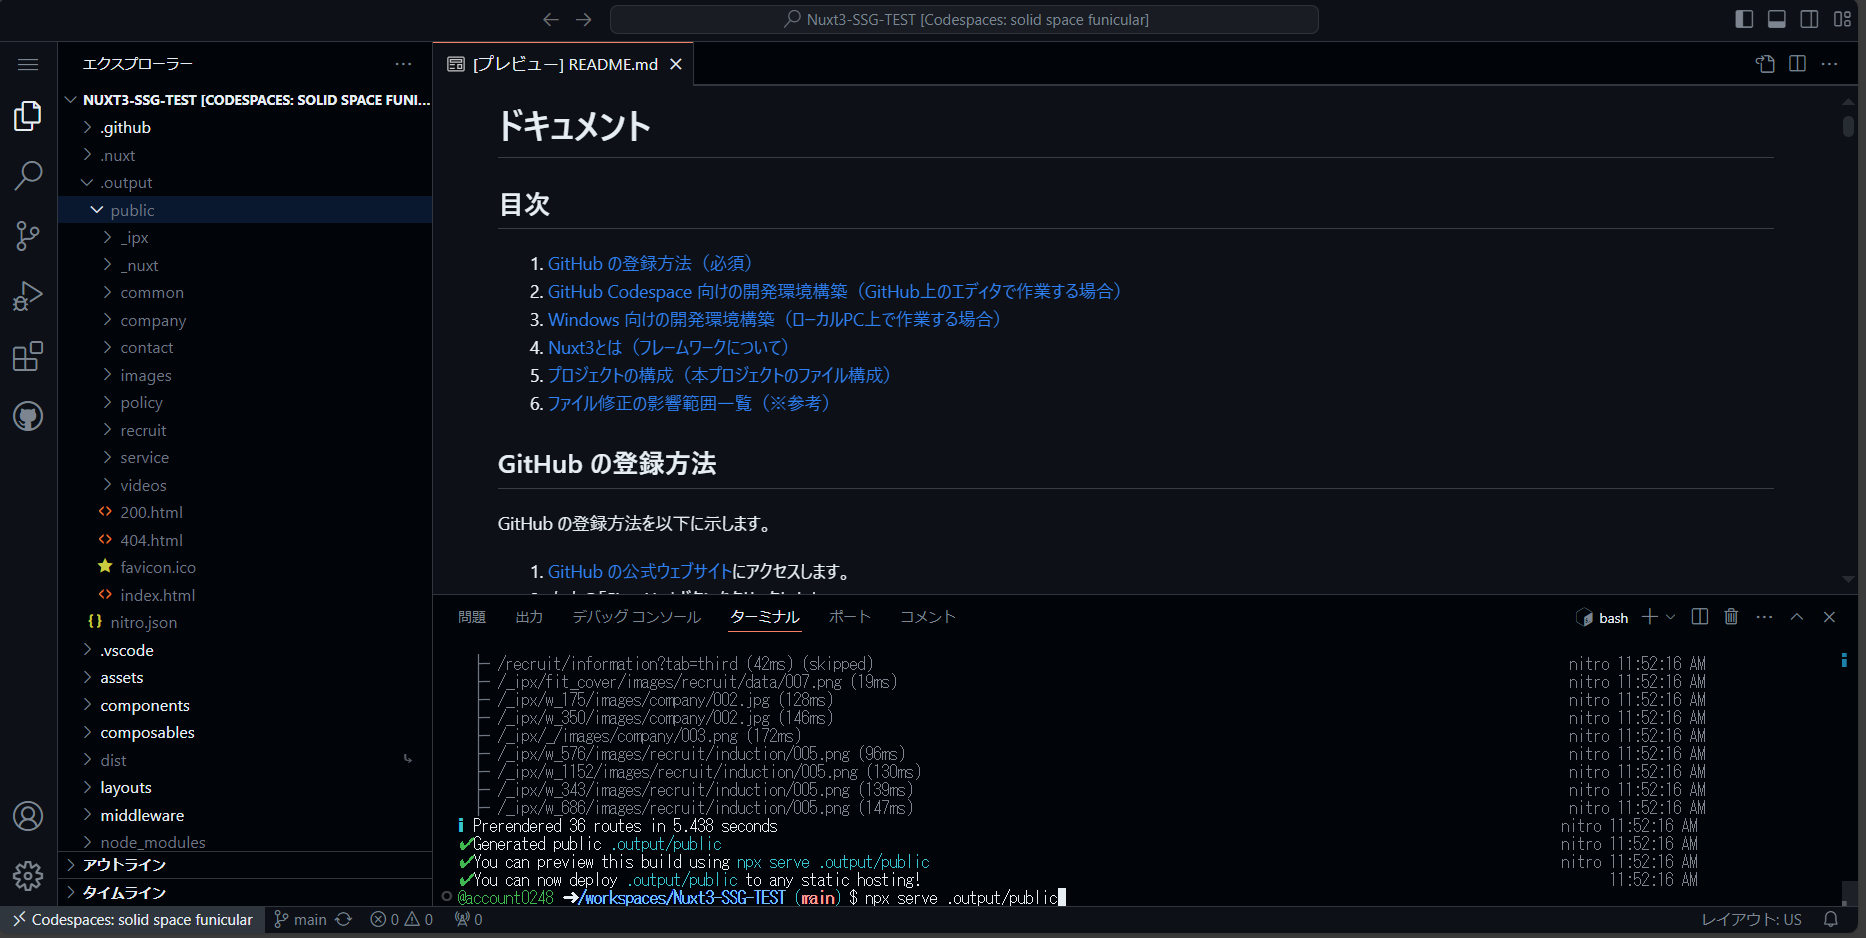 Nuxt3-SSG-TEST [Codespaces: solid space funicular]
エクスプローラー
NUXT3-SSG-TEST [CODESPACES: SOLID SPACE FUNI...
.github
.nuxt
.output
public
_ipx
_nuxt
common
company
contact
images
policy
recruit
service
videos
200.html
404.html
favicon.ico
index.html
nitro.json
.vscode
assets
components
composables
dist
layouts
middleware
node_modules
アウトライン
タイムライン
[プレビュー] README.md
ドキュメント
目次
1. GitHub の登録方法（必須）
2. GitHub Codespace 向けの開発環境構築（GitHub上のエディタで作業する場合）
3. Windows 向けの開発環境構築（ローカルPC上で作業する場合）
4. Nuxt3とは（フレームワークについて）
5. プロジェクトの構成（本プロジェクトのファイル構成）
6. ファイル修正の影響範囲一覧（※参考）
GitHub の登録方法
GitHub の登録方法を以下に示します。
1. GitHub の公式ウェブサイトにアクセスします。
問題 出力 デバッグ コンソール ターミナル ポート コメント
bash
├─ /recruit/information?tab=third (42ms) (skipped) nitro 11:52:16 AM
├─ /_ipx/fit_cover/images/recruit/data/007.png (19ms) nitro 11:52:16 AM
├─ /_ipx/w_175/images/company/002.jpg (128ms) nitro 11:52:16 AM
├─ /_ipx/w_350/images/company/002.jpg (146ms) nitro 11:52:16 AM
├─ /_ipx/_/images/company/003.png (172ms) nitro 11:52:16 AM
├─ /_ipx/w_576/images/recruit/induction/005.png (96ms) nitro 11:52:16 AM
├─ /_ipx/w_1152/images/recruit/induction/005.png (130ms) nitro 11:52:16 AM
├─ /_ipx/w_343/images/recruit/induction/005.png (139ms) nitro 11:52:16 AM
├─ /_ipx/w_686/images/recruit/induction/005.png (147ms) nitro 11:52:16 AM
ℹ Prerendered 36 routes in 5.438 seconds nitro 11:52:16 AM
✔Generated public .output/public nitro 11:52:16 AM
✔You can preview this build using npx serve .output/public nitro 11:52:16 AM
✔You can now deploy .output/public to any static hosting! 11:52:16 AM
@account0248 ➜/workspaces/Nuxt3-SSG-TEST (main) $ npx serve .output/public
Codespaces: solid space funicular main 0 0 0 レイアウト: US